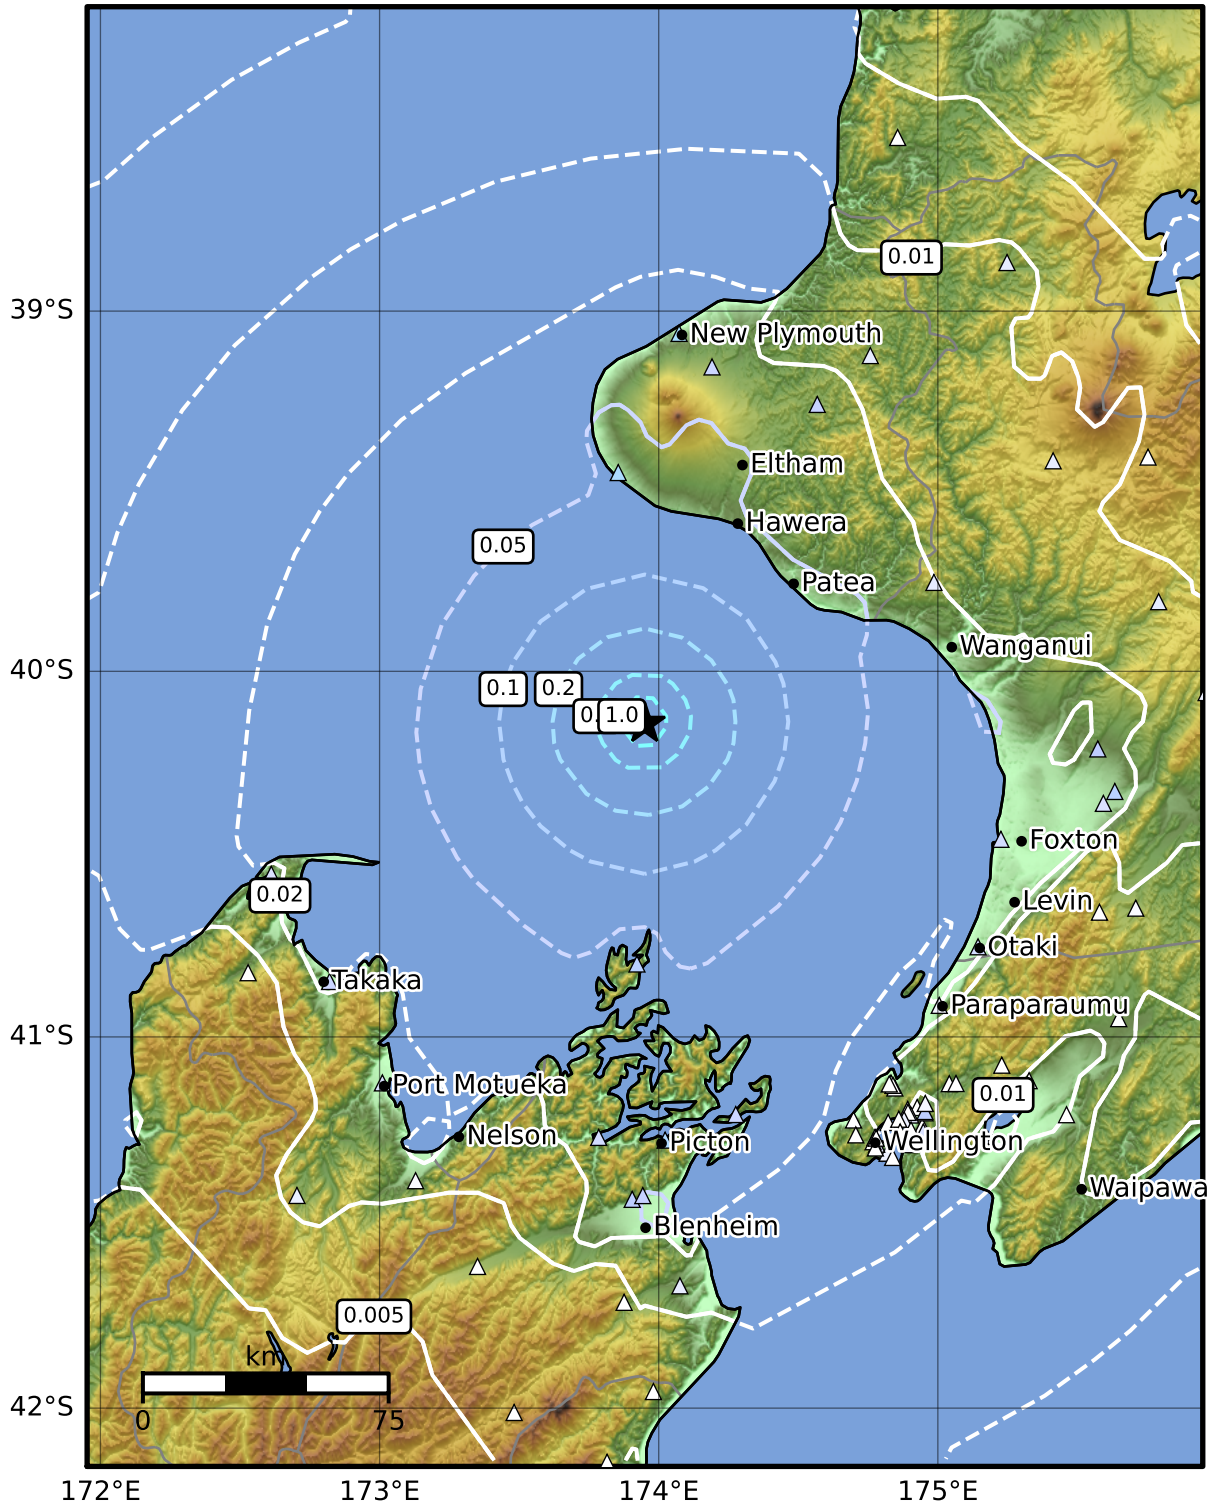 0.01
39°S
New Plymouth
Eltham
Hawera
0.05
Patea
Wanganui
40°S
0.1
0.2
0.
1.0
Foxton
0.02
Levin
Otaki
Takaka
Paraparaumu
41°S
Port Motueka
0.01
Nelson
Picton
Wellington
Waipawa
Blenheim
0.005
km
0
75
42°S
172°E
173°E
174°E
175°E